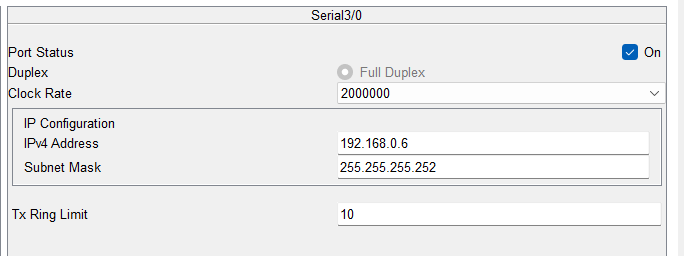 Serial3/0
Port Status On
Duplex Full Duplex
Clock Rate 2000000
IP Configuration
IPv4 Address 192.168.0.6
Subnet Mask 255.255.255.252
Tx Ring Limit 10